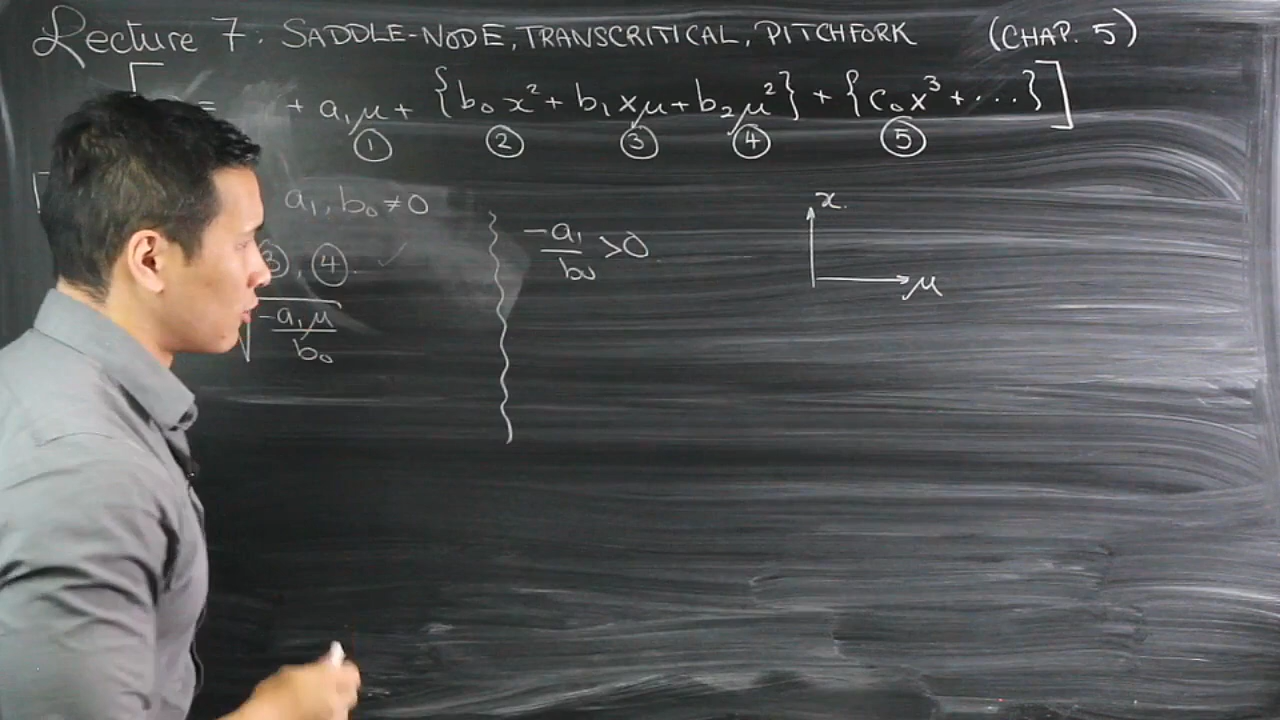 Lecture 7: SADDLE-NODE, TRANSCRITICAL, PITCHFORK (CHAP. 5)
= + a₁μ + {b₀x² + b₁xμ + b₂μ²} + {c₀x³ + ...}]
① ② ③ ④ ⑤
a₁, b₀ ≠ 0
③, ④. ✓
√(-a₁μ/b₀)
-a₁/b₀ > 0
x
μ